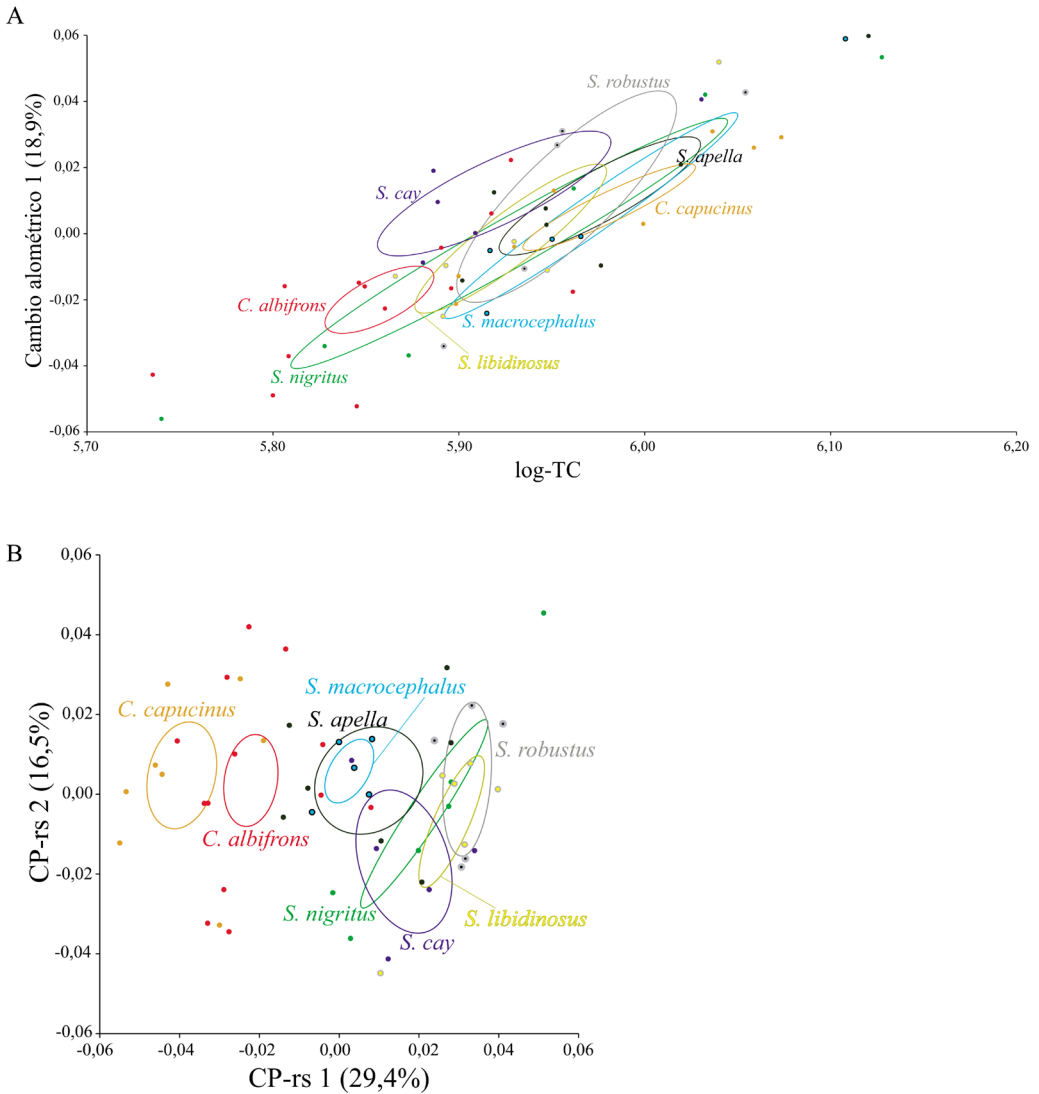 A
0,06
0,04
0,02
0,00
-0,02
-0,04
-0,06
Cambio alométrico 1 (18,9%)
S. robustus
S. apella
S. cay
C. capucinus
C. albifrons
S. macrocephalus
S. libidinosus
S. nigritus
5,70 5,80 5,90 6,00 6,10 6,20
log-TC
B
0,06
0,04
0,02
0,00
-0,02
-0,04
-0,06
CP-rs 2 (16,5%)
S. macrocephalus
C. capucinus
S. apella
S. robustus
C. albifrons
S. nigritus
S. libidinosus
S. cay
-0,06 -0,04 -0,02 0,00 0,02 0,04 0,06
CP-rs 1 (29,4%)